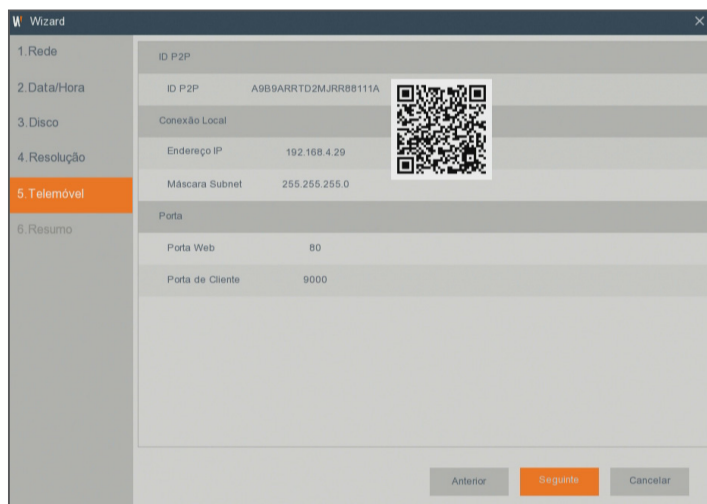 Wizard
1.Rede
2.Data/Hora
3.Disco
4.Resolução
5.Telemóvel
6.Resumo
ID P2P
ID P2P A9B9ARRTD2MJRR88111A
Conexão Local
Endereço IP 192.168.4.29
Máscara Subnet 255.255.255.0
Porta
Porta Web 80
Porta de Cliente 9000
Anterior Seguinte Cancelar